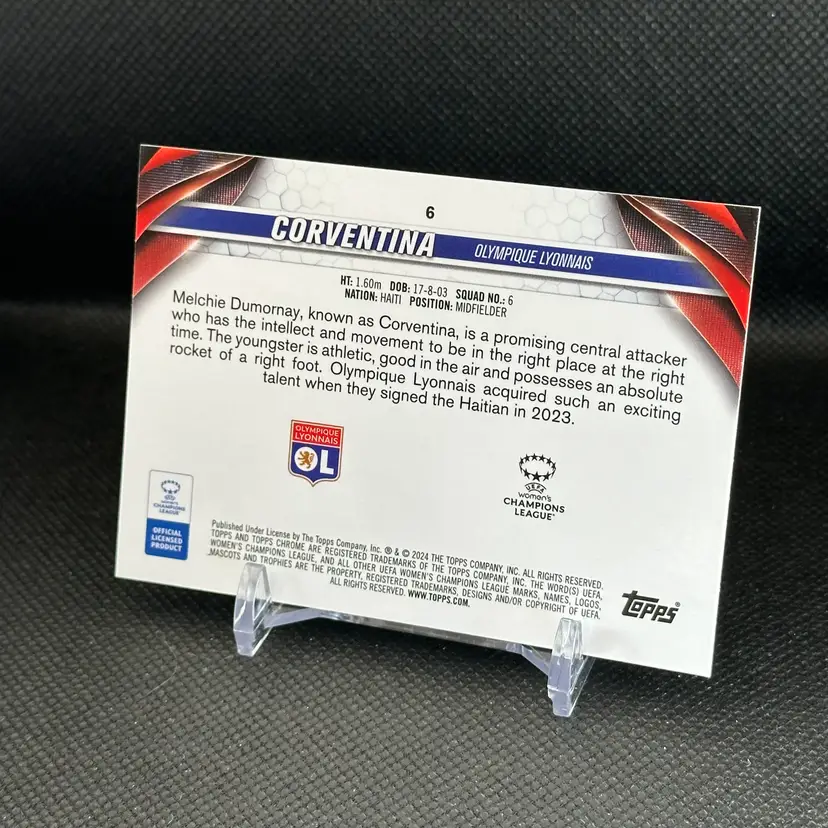 6
CORVENTINA OLYMPIQUE LYONNAIS
HT: 1.60m DOB: 17-8-03 SQUAD NO.: 6
NATION: HAITI POSITION: MIDFIELDER
Melchie Dumornay, known as Corventina, is a promising central attacker
who has the intellect and movement to be in the right place at the right
time. The youngster is athletic, good in the air and possesses an absolute
rocket of a right foot. Olympique Lyonnais acquired such an exciting
talent when they signed the Haitian in 2023.
OLYMPIQUE
LYONNAIS
OL
UEFA
women's
CHAMPIONS
LEAGUE
women's
CHAMPIONS
LEAGUE
OFFICIAL
LICENSED
PRODUCT
Published Under License by The Topps Company, Inc. ® & © 2024 THE TOPPS COMPANY, INC. ALL RIGHTS RESERVED.
TOPPS AND TOPPS CHROME ARE REGISTERED TRADEMARKS OF THE TOPPS COMPANY, INC. THE WORD(S) UEFA,
WOMEN'S CHAMPIONS LEAGUE, AND ALL OTHER UEFA WOMEN'S CHAMPIONS LEAGUE MARKS, NAMES, LOGOS,
MASCOTS AND TROPHIES ARE THE PROPERTY, REGISTERED TRADEMARKS, DESIGNS AND/OR COPYRIGHT OF UEFA.
ALL RIGHTS RESERVED. WWW.TOPPS.COM.
TOPPS®